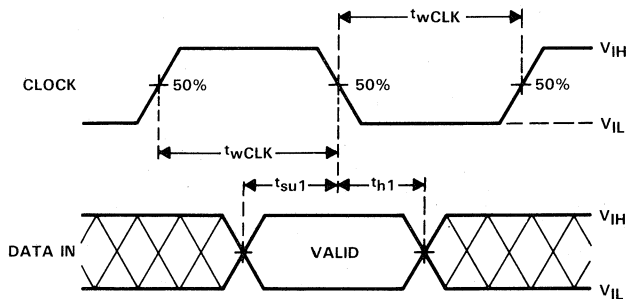 twCLK
VIH
CLOCK
50%
50%
50%
VIL
twCLK
tsu1
th1
VIH
DATA IN
VALID
VIL